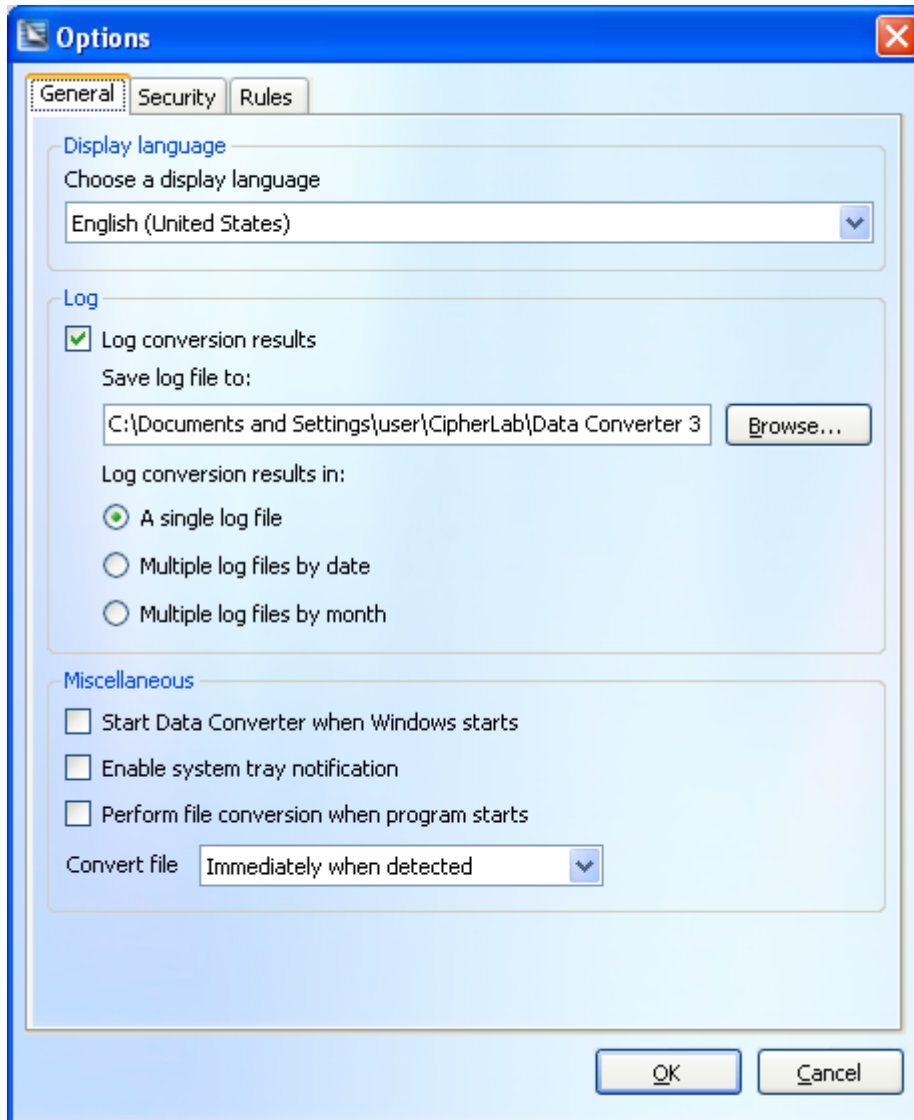 Options
General Security Rules
Display language
Choose a display language
English (United States)
Log
Log conversion results
Save log file to:
C:\Documents and Settings\user\CipherLab\Data Converter 3 Browse...
Log conversion results in:
A single log file
Multiple log files by date
Multiple log files by month
Miscellaneous
Start Data Converter when Windows starts
Enable system tray notification
Perform file conversion when program starts
Convert file Immediately when detected
OK Cancel